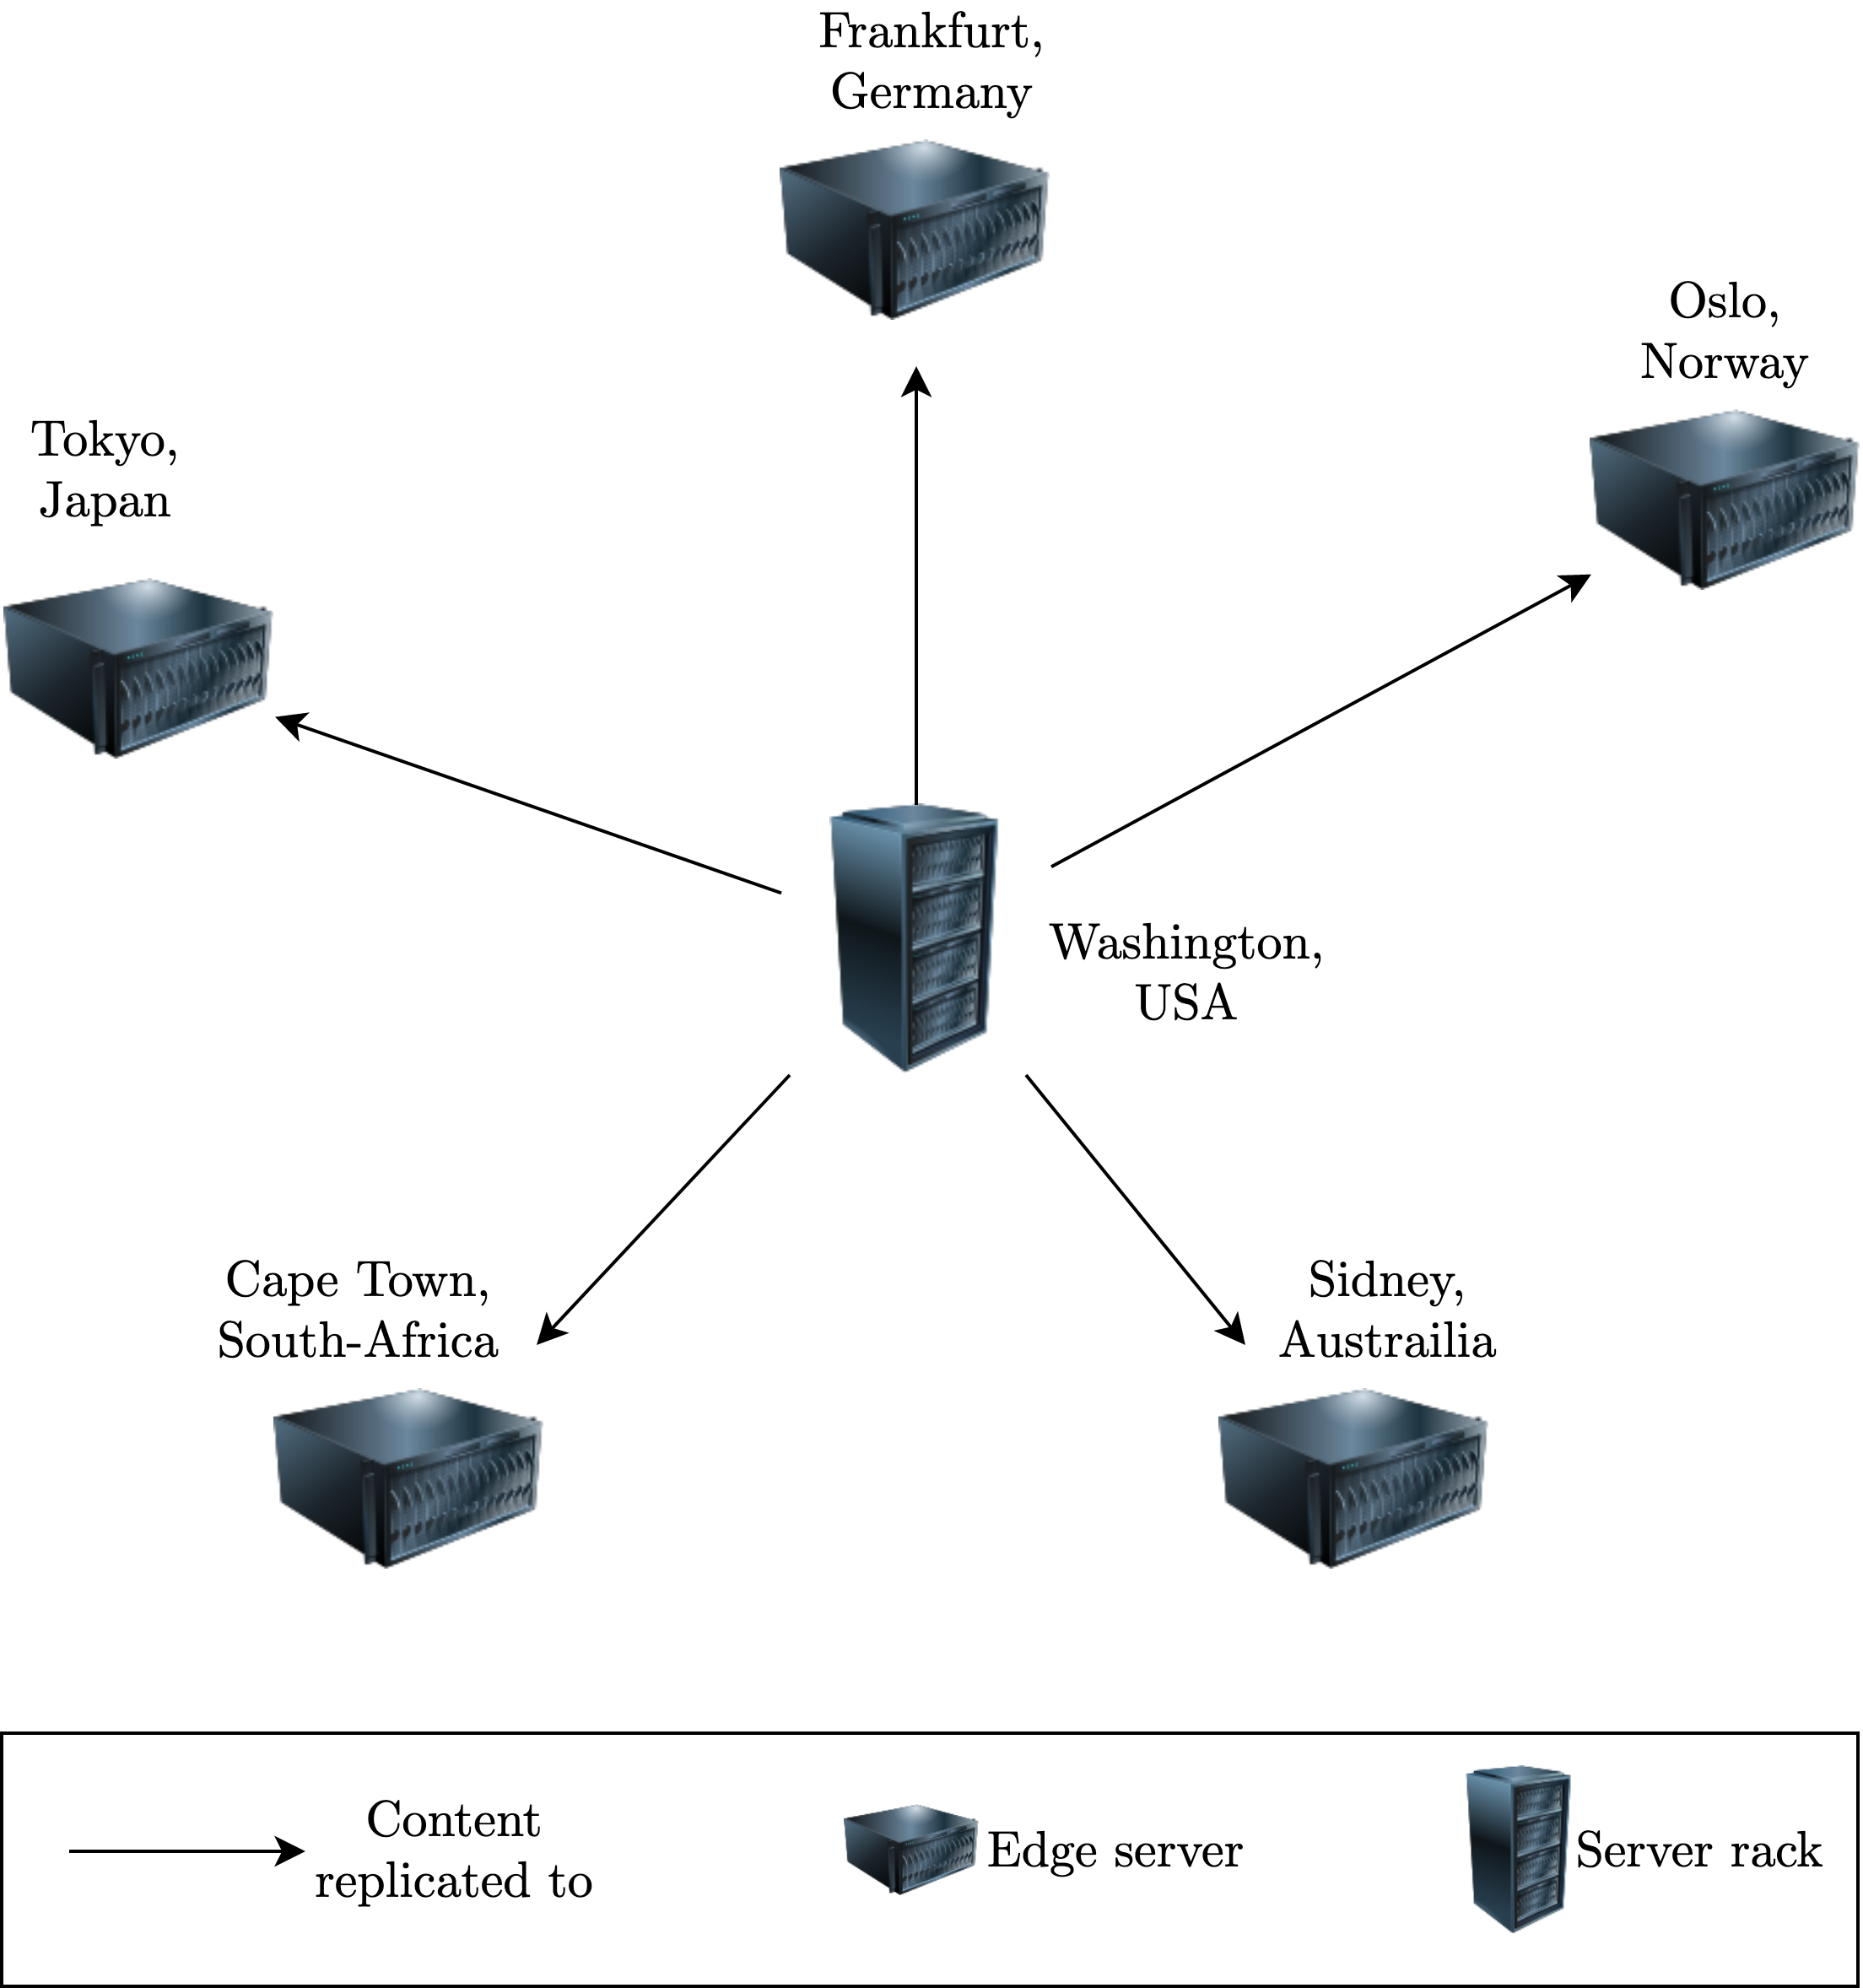 Frankfurt,
Germany
Oslo,
Norway
Tokyo,
Japan
Washington,
USA
Cape Town,
South-Africa
Sidney,
Austrailia
Content
replicated to
Edge server
Server rack